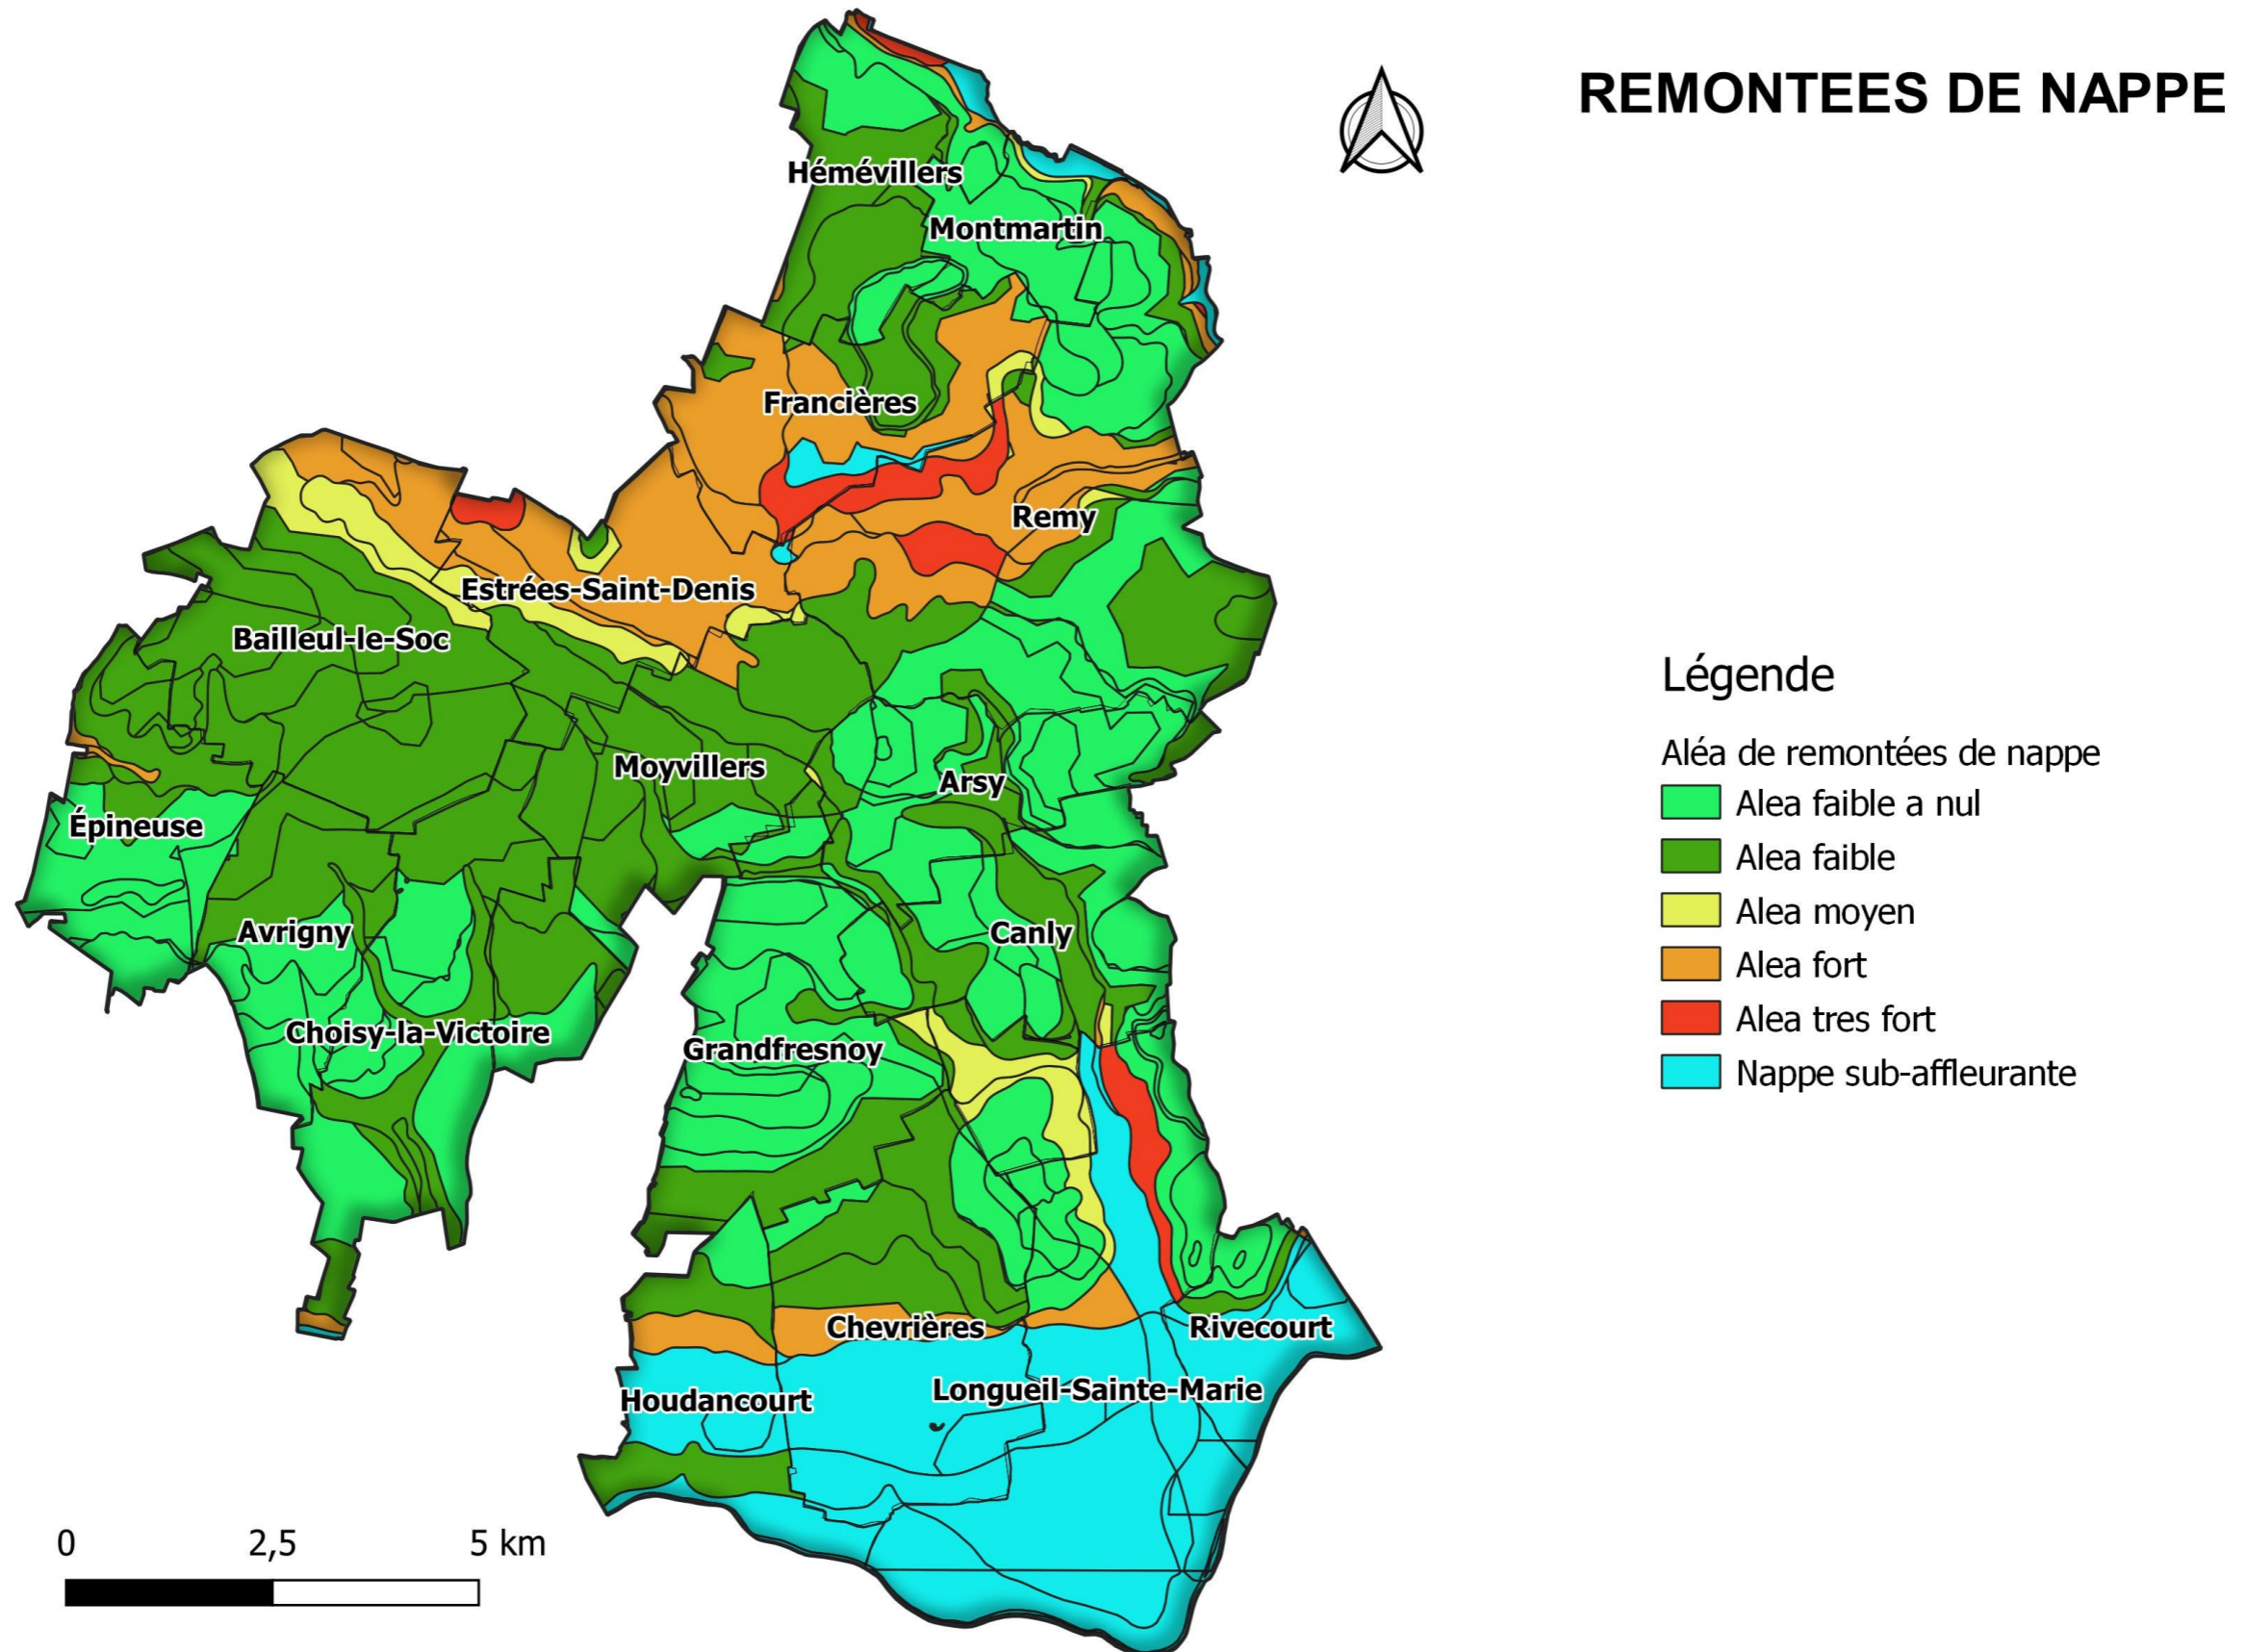 REMONTEES DE NAPPE
Hémévillers
Montmartin
Francières
Remy
Estrées-Saint-Denis
Bailleul-le-Soc
Moyvillers
Arsy
Épineuse
Avrigny
Canly
Choisy-la-Victoire
Grandfresnoy
Chevrières
Rivecourt
Houdancourt
Longueil-Sainte-Marie
Légende
Aléa de remontées de nappe
Alea faible a nul
Alea faible
Alea moyen
Alea fort
Alea tres fort
Nappe sub-affleurante
0 2,5 5 km